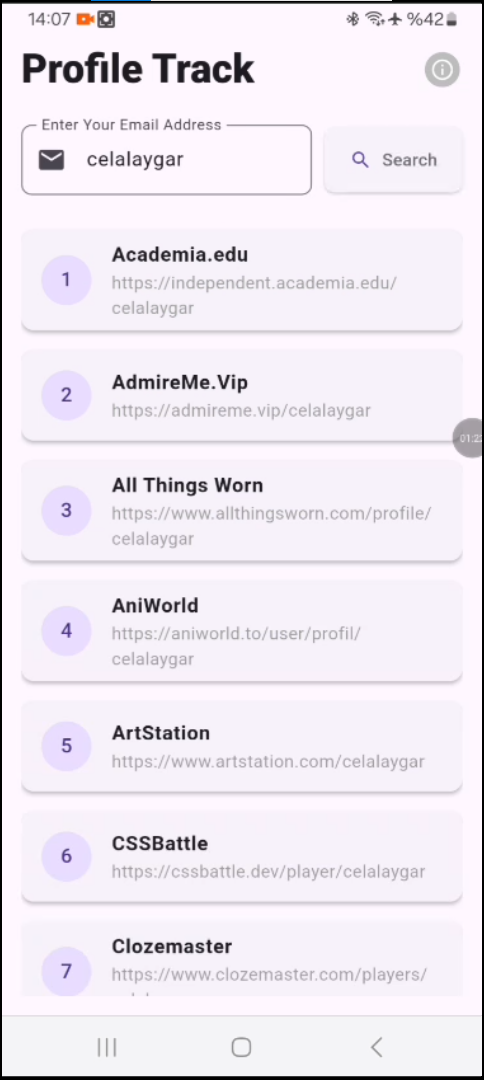 14:07 %42
Profile Track
Enter Your Email Address
celalaygar
Search
1
Academia.edu
https://independent.academia.edu/
celalaygar
2
AdmireMe.Vip
https://admireme.vip/celalaygar
01:22
3
All Things Worn
https://www.allthingsworn.com/profile/
celalaygar
4
AniWorld
https://aniworld.to/user/profil/
celalaygar
5
ArtStation
https://www.artstation.com/celalaygar
6
CSSBattle
https://cssbattle.dev/player/celalaygar
7
Clozemaster
https://www.clozemaster.com/players/